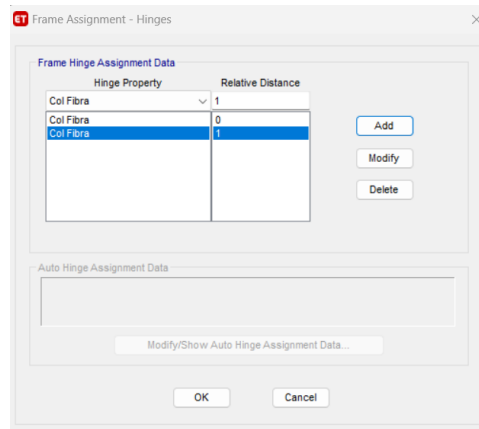 ET Frame Assignment - Hinges
Frame Hinge Assignment Data
Hinge Property Relative Distance
Col Fibra 1
Col Fibra 0
Col Fibra 1
Add
Modify
Delete
Auto Hinge Assignment Data
Modify/Show Auto Hinge Assignment Data...
OK Cancel